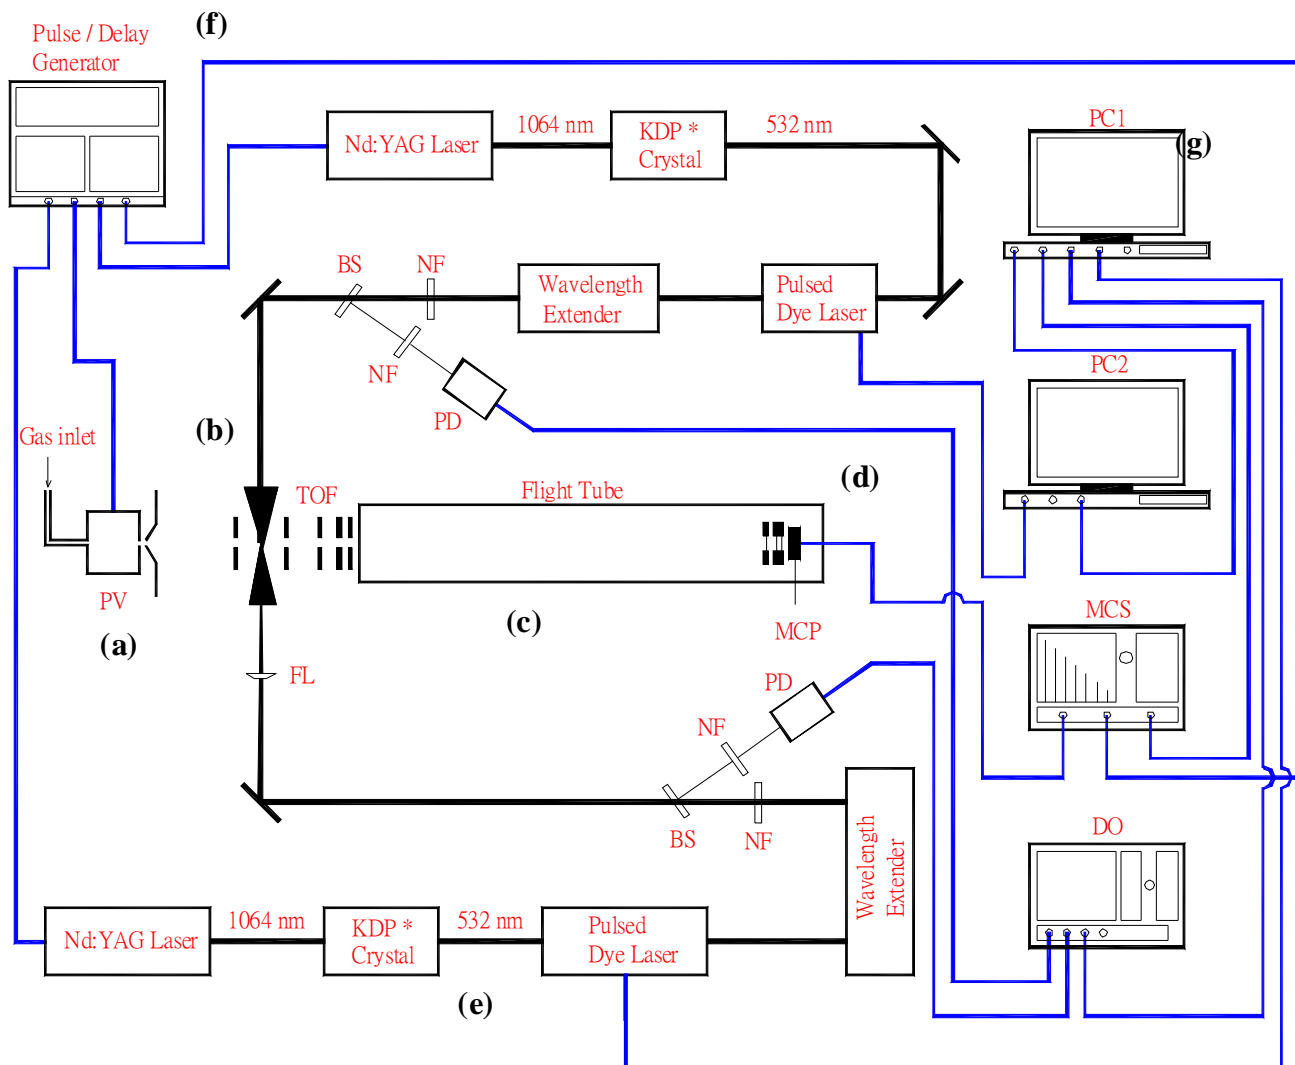 (f)
Pulse / Delay
Generator
1064 nm
532 nm
Nd:YAG Laser
KDP *
Crystal
PC1
(g)
BS
NF
Wavelength
Extender
Pulsed
Dye Laser
NF
PD
PC2
(b)
Gas inlet
TOF
Flight Tube
(d)
PV
(a)
(c)
MCP
MCS
FL
PD
NF
BS
NF
Wavelength
Extender
DO
1064 nm
532 nm
Nd:YAG Laser
KDP *
Crystal
Pulsed
Dye Laser
(e)